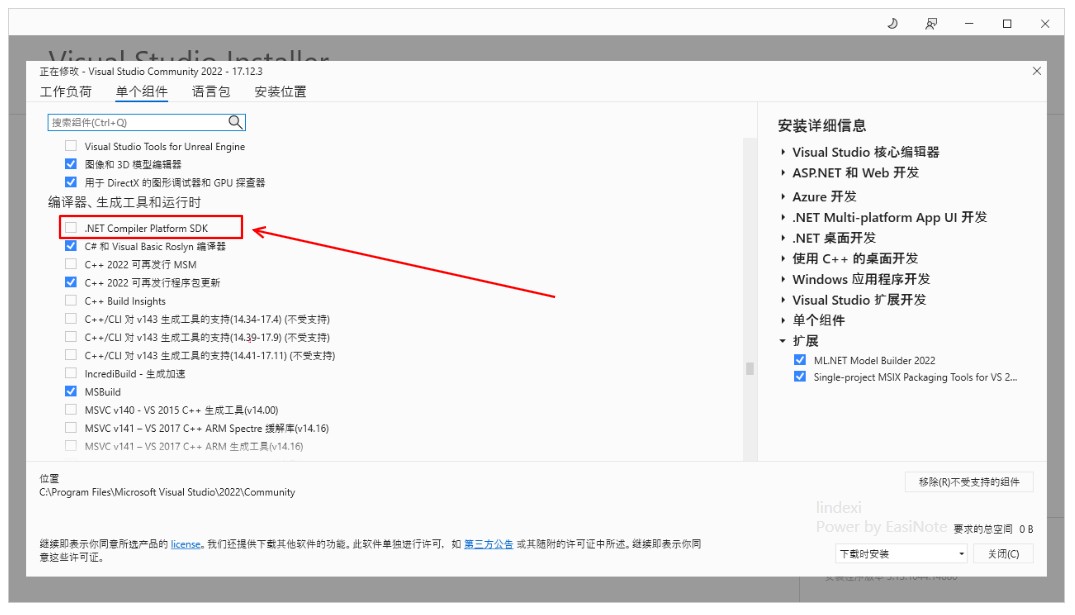 Visual Studio Installer
正在修改 - Visual Studio Community 2022 - 17.12.3
工作负荷 单个组件 语言包 安装位置
搜索组件(Ctrl+Q)
Visual Studio Tools for Unreal Engine
图像和 3D 模型编辑器
用于 DirectX 的图形调试器和 GPU 探查器
编译器、生成工具和运行时
.NET Compiler Platform SDK
C# 和 Visual Basic Roslyn 编译器
C++ 2022 可再发行 MSM
C++ 2022 可再发行程序包更新
C++ Build Insights
C++/CLI 对 v143 生成工具的支持(14.34-17.4) (不受支持)
C++/CLI 对 v143 生成工具的支持(14.39-17.9) (不受支持)
C++/CLI 对 v143 生成工具的支持(14.41-17.11) (不受支持)
IncrediBuild - 生成加速
MSBuild
MSVC v140 - VS 2015 C++ 生成工具(v14.00)
MSVC v141 – VS 2017 C++ ARM Spectre 缓解库(v14.16)
MSVC v141 – VS 2017 C++ ARM 生成工具(v14.16)
安装详细信息
Visual Studio 核心编辑器
ASP.NET 和 Web 开发
Azure 开发
.NET Multi-platform App UI 开发
.NET 桌面开发
使用 C++ 的桌面开发
Windows 应用程序开发
Visual Studio 扩展开发
单个组件
扩展
ML.NET Model Builder 2022
Single-project MSIX Packaging Tools for VS 2...
位置
C:\Program Files\Microsoft Visual Studio\2022\Community
移除(R)不受支持的组件
lindexi
Power by EasiNote
要求的总空间 0 B
继续即表示你同意所选产品的 license。我们还提供下载其他软件的功能。此软件单独进行许可，如 第三方公告 或其随附的许可证中所述。继续即表示你同
意这些许可证。
下载时安装
关闭(C)